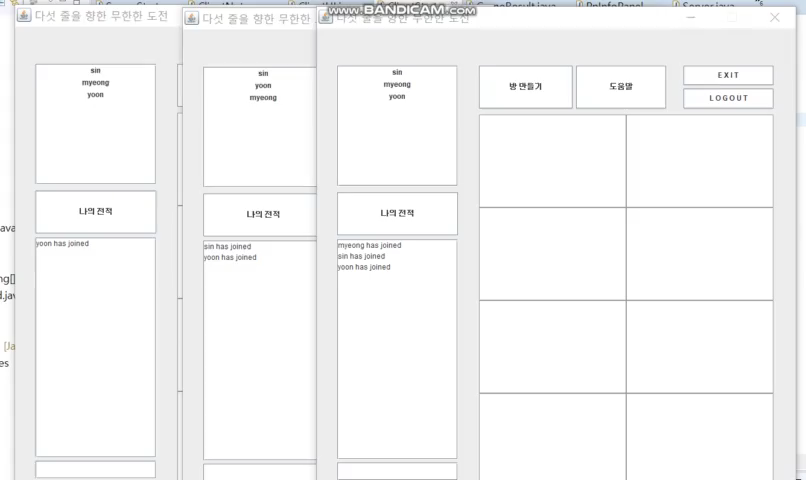 www.BANDICAM.com
다섯 줄을 향한 무한한 도전
sin
myeong
yoon
나의 전적
yoon has joined
다섯 줄을 향한 무한한
sin
yoon
myeong
나의 전적
sin has joined
yoon has joined
다섯 줄을 향한 무한한 도전
sin
myeong
yoon
나의 전적
myeong has joined
sin has joined
yoon has joined
방 만들기
도움말
EXIT
LOGOUT
Server.java